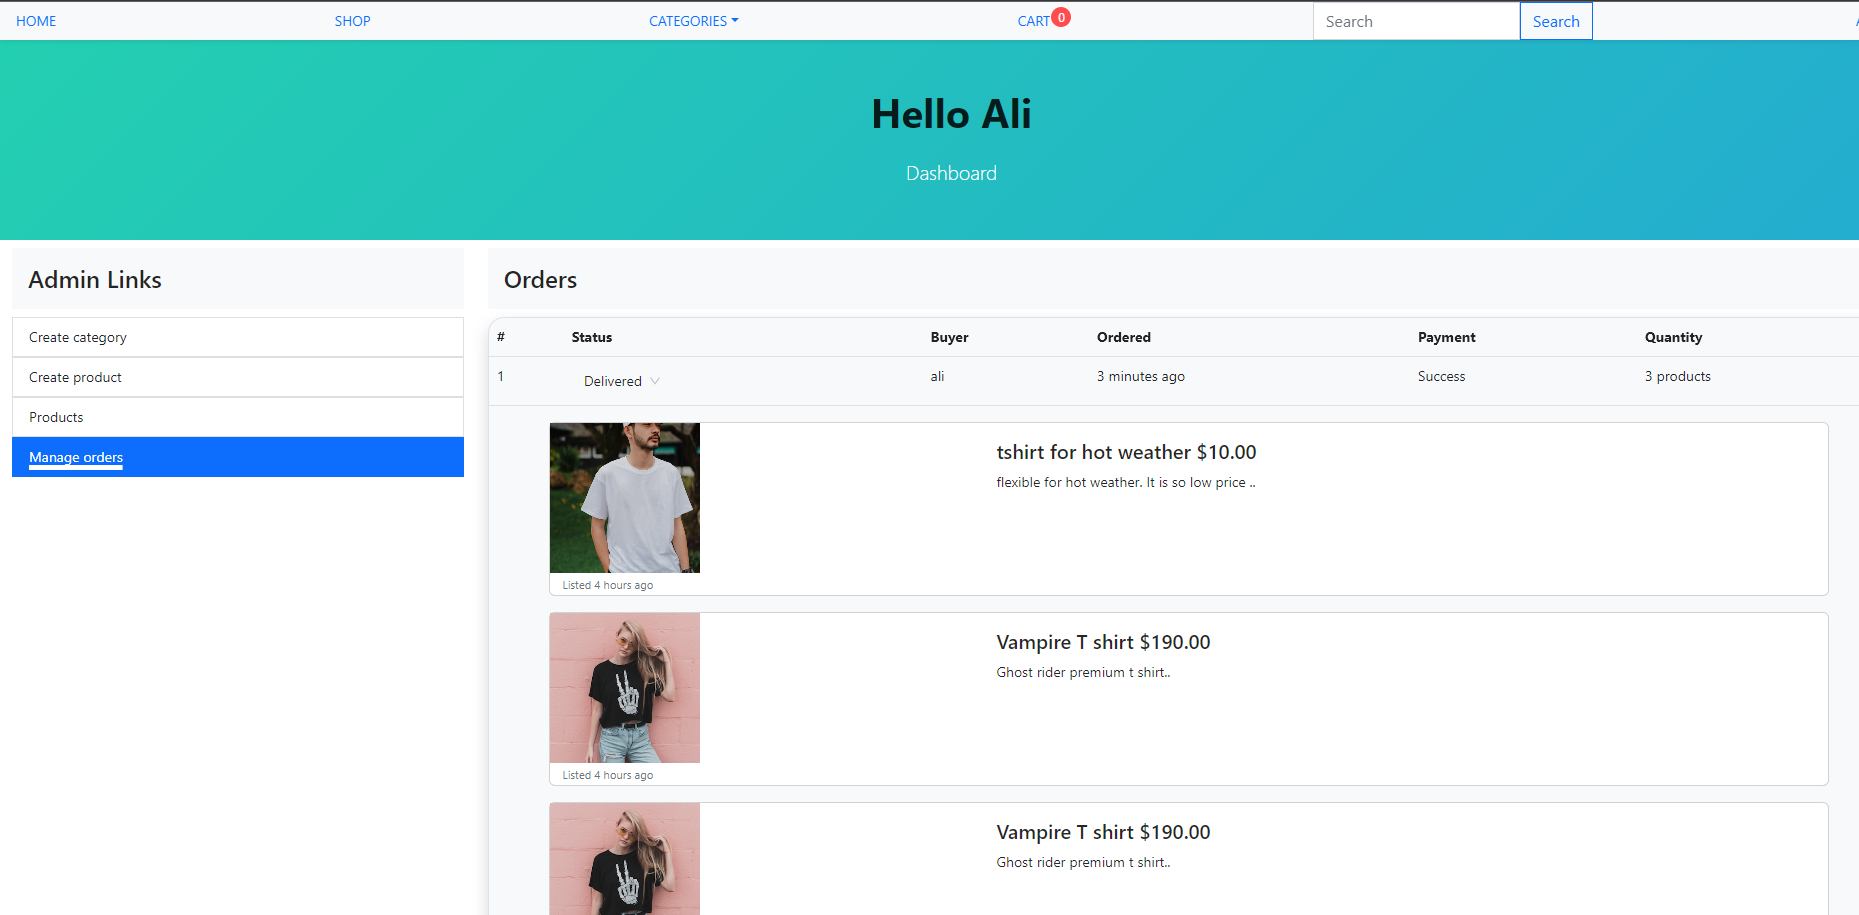 HOME SHOP CATEGORIES CART 0 Search Search
Hello Ali
Dashboard
Admin Links
Create category
Create product
Products
Manage orders
Orders
# Status Buyer Ordered Payment Quantity
1 Delivered ali 3 minutes ago Success 3 products
tshirt for hot weather $10.00
flexible for hot weather. It is so low price ..
Listed 4 hours ago
Vampire T shirt $190.00
Ghost rider premium t shirt..
Listed 4 hours ago
Vampire T shirt $190.00
Ghost rider premium t shirt..